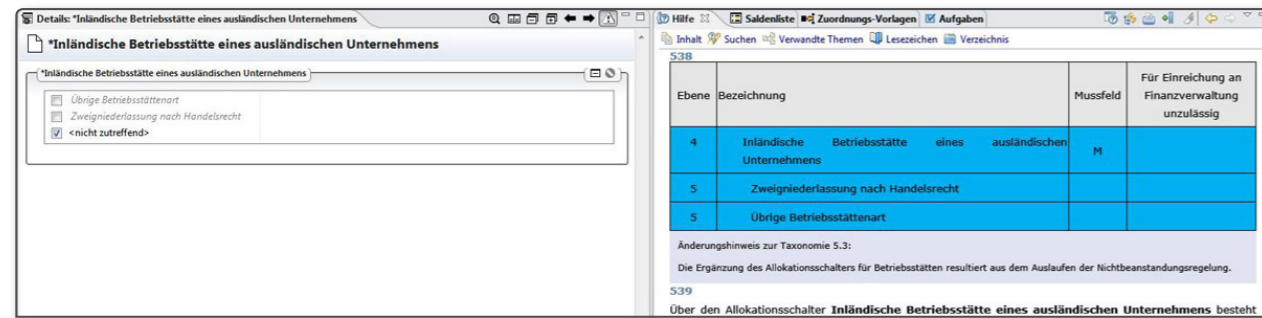 Details: *Inländische Betriebsstätte eines ausländischen Unternehmens
*Inländische Betriebsstätte eines ausländischen Unternehmens
*Inländische Betriebsstätte eines ausländischen Unternehmens
Übrige Betriebsstättenart
Zweigniederlassung nach Handelsrecht
<nicht zutreffend>
Hilfe Saldenliste Zuordnungs-Vorlagen Aufgaben
Inhalt Suchen Verwandte Themen Lesezeichen Verzeichnis
538
Ebene Bezeichnung Mussfeld Für Einreichung an
Finanzverwaltung
unzulässig
4 Inländische Betriebsstätte eines ausländischen
Unternehmens M
5 Zweigniederlassung nach Handelsrecht
5 Übrige Betriebsstättenart
Änderungshinweis zur Taxonomie 5.3:
Die Ergänzung des Allokationsschalters für Betriebsstätten resultiert aus dem Auslaufen der Nichtbeanstandungsregelung.
539
Über den Allokationsschalter Inländische Betriebsstätte eines ausländischen Unternehmens besteht